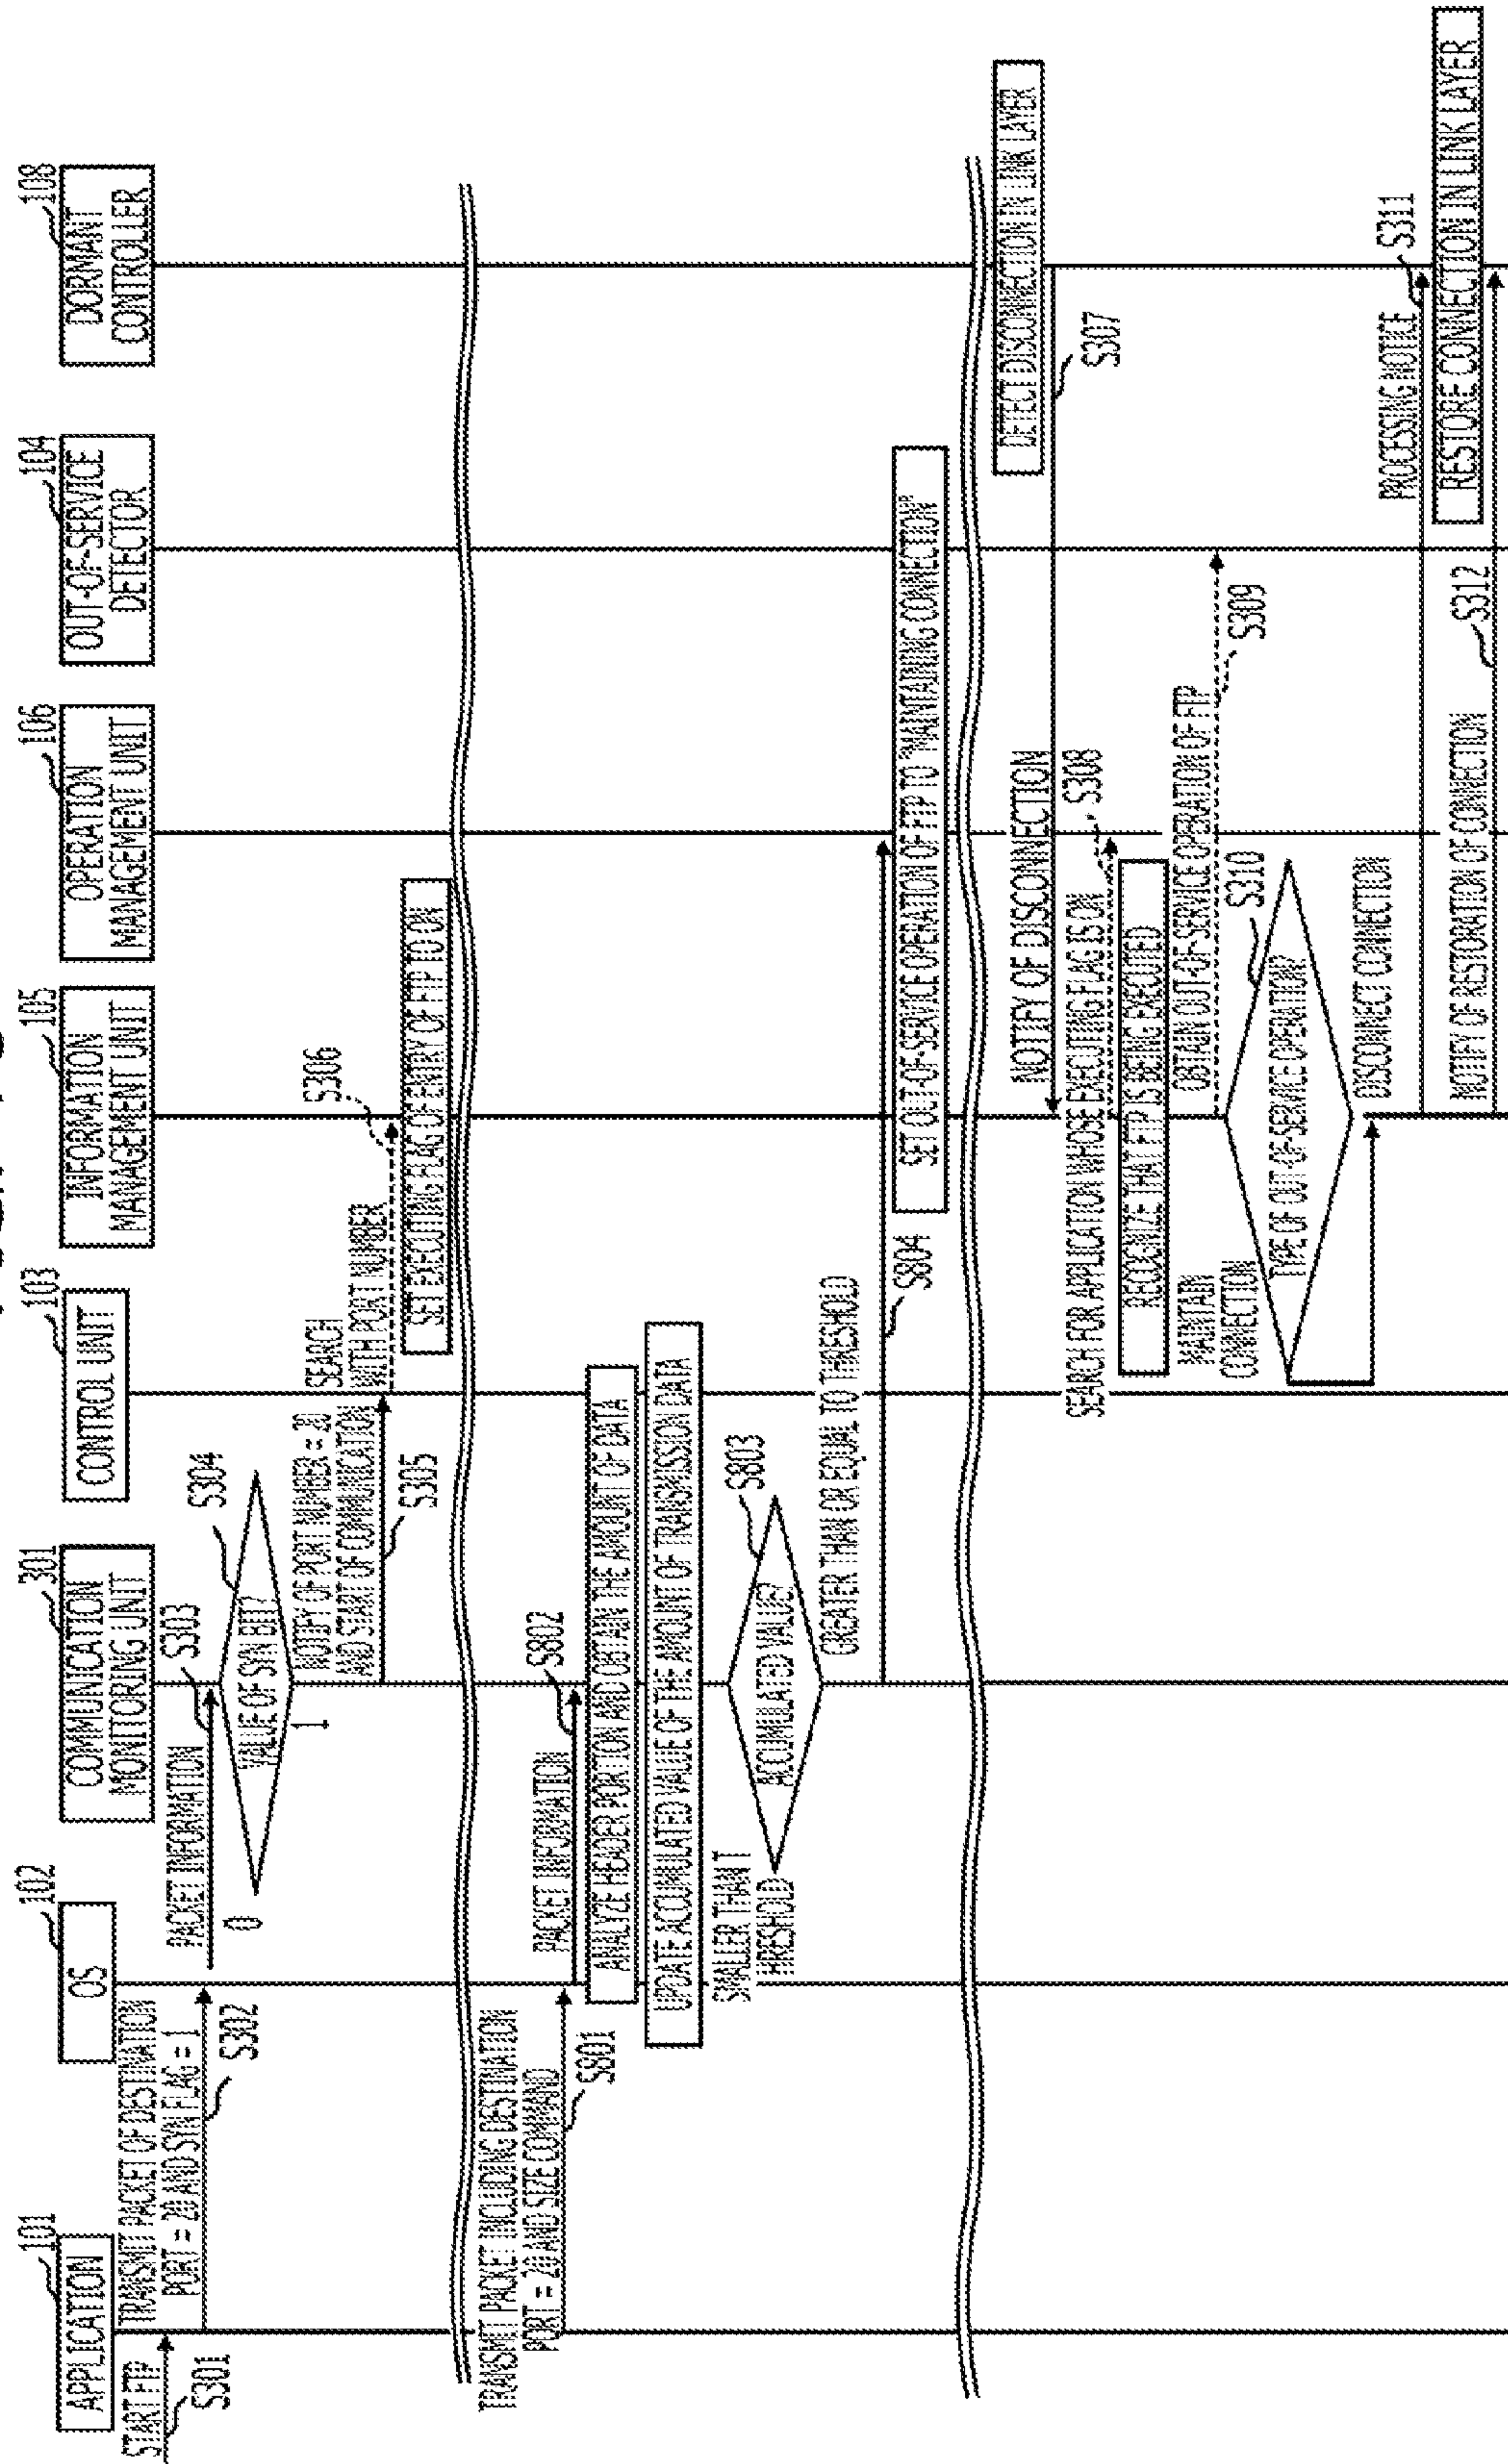 APPLICATION
101
OS
102
COMMUNICATION
MONITORING UNIT
301
CONTROL UNIT
103
INFORMATION
MANAGEMENT UNIT
105
OPERATION
MANAGEMENT UNIT
106
OUT-OF-SERVICE
DETECTOR
104
DORMANT
CONTROLLER
108
START FTP
S301
TRANSMIT PACKET OF DESTINATION
PORT = 20 AND SYN FLAG = 1
S302
PACKET INFORMATION
S303
VALUE OF SYN BIT?
S304
0
1
NOTIFY OF PORT NUMBER = 20
AND START OF COMMUNICATION
S305
SEARCH
WITH PORT NUMBER
S306
SET EXECUTING FLAG OF ENTRY OF FTP TO ON
TRANSMIT PACKET INCLUDING DESTINATION
PORT = 20 AND SIZE COMMAND
S801
PACKET INFORMATION
S802
ANALYZE HEADER PORTION AND OBTAIN THE AMOUNT OF DATA
UPDATE ACCUMULATED VALUE OF THE AMOUNT OF TRANSMISSION DATA
SMALLER THAN T
HRESHOLD
ACCUMULATED VALUE?
S803
GREATER THAN OR EQUAL TO THRESHOLD
S804
SET OUT-OF-SERVICE OPERATION OF FTP TO "MAINTAINING CONNECTION"
DETECT DISCONNECTION IN LINK LAYER
NOTIFY OF DISCONNECTION
S307
SEARCH FOR APPLICATION WHOSE EXECUTING FLAG IS ON
S308
RECOGNIZE THAT FTP IS BEING EXECUTED
OBTAIN OUT-OF-SERVICE OPERATION OF FTP
S309
MAINTAIN
CONNECTION
TYPE OF OUT-OF-SERVICE OPERATION?
S310
DISCONNECT CONNECTION
PROCESSING NOTICE
S311
RESTORE CONNECTION IN LINK LAYER
NOTIFY OF RESTORATION OF CONNECTION
S312